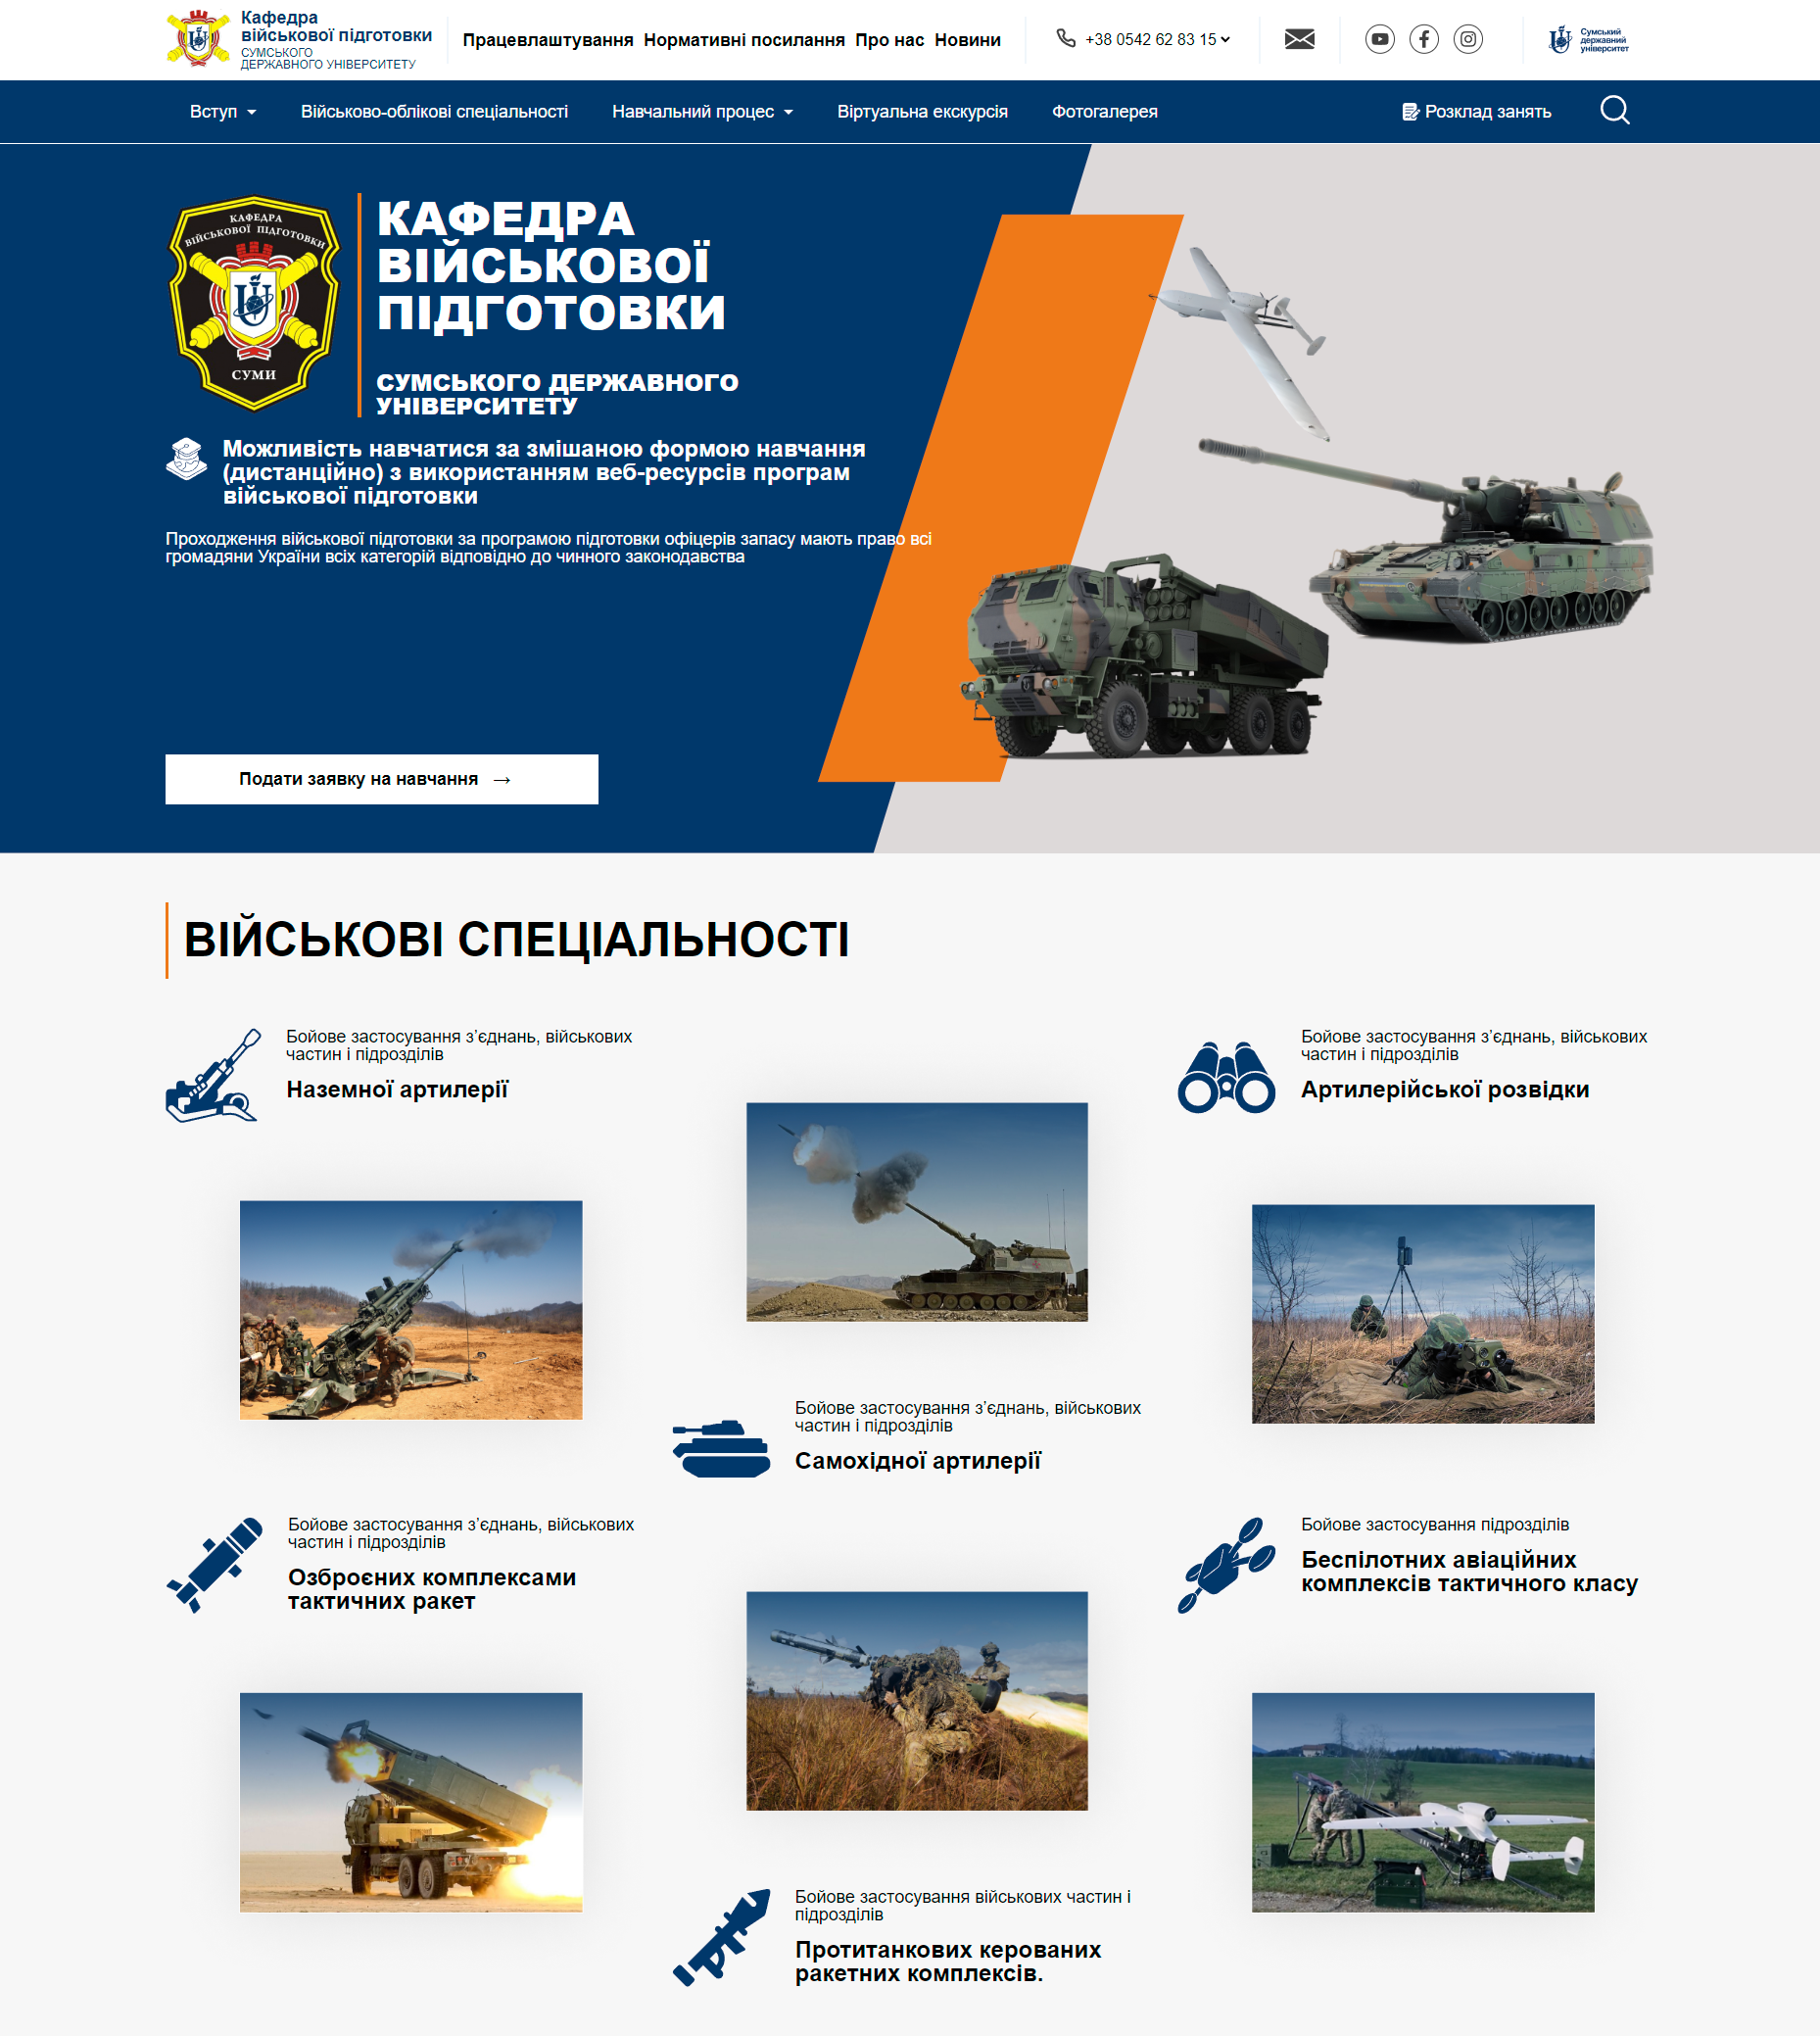 Кафедра
військової підготовки
СУМСЬКОГО
ДЕРЖАВНОГО УНІВЕРСИТЕТУ
Працевлаштування Нормативні посилання Про нас Новини
+38 0542 62 83 15
Сумський
державний
університет
Вступ Військово-облікові спеціальності Навчальний процес Віртуальна екскурсія Фотогалерея Розклад занять
КАФЕДРА
ВІЙСЬКОВОЇ ПІДГОТОВКИ
СУМИ
КАФЕДРА
ВІЙСЬКОВОЇ
ПІДГОТОВКИ
СУМСЬКОГО ДЕРЖАВНОГО
УНІВЕРСИТЕТУ
Можливість навчатися за змішаною формою навчання
(дистанційно) з використанням веб-ресурсів програм
військової підготовки
Проходження військової підготовки за програмою підготовки офіцерів запасу мають право всі
громадяни України всіх категорій відповідно до чинного законодавства
Подати заявку на навчання →
ВІЙСЬКОВІ СПЕЦІАЛЬНОСТІ
Бойове застосування з’єднань, військових
частин і підрозділів
Наземної артилерії
Бойове застосування з’єднань, військових
частин і підрозділів
Самохідної артилерії
Бойове застосування з’єднань, військових
частин і підрозділів
Артилерійської розвідки
Бойове застосування з’єднань, військових
частин і підрозділів
Озброєних комплексами
тактичних ракет
Бойове застосування військових частин і
підрозділів
Протитанкових керованих
ракетних комплексів.
Бойове застосування підрозділів
Беспілотних авіаційних
комплексів тактичного класу